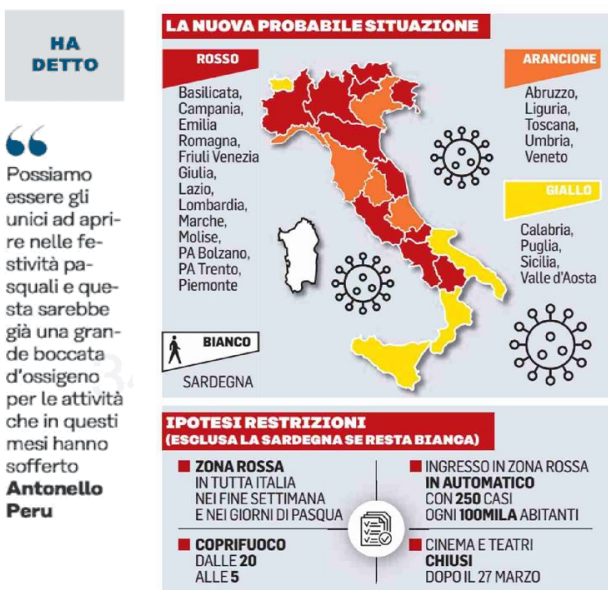 HA
DETTO
Possiamo
essere gli
unici ad apri-
re nelle fe-
stività pa-
squali e que-
sta sarebbe
già una gran-
de boccata
d'ossigeno
per le attività
che in questi
mesi hanno
sofferto
Antonello
Peru
LA NUOVA PROBABILE SITUAZIONE
ROSSO
Basilicata,
Campania,
Emilia
Romagna,
Friuli Venezia
Giulia,
Lazio,
Lombardia,
Marche,
Molise,
PA Bolzano,
PA Trento,
Piemonte
ARANCIONE
Abruzzo,
Liguria,
Toscana,
Umbria,
Veneto
GIALLO
Calabria,
Puglia,
Sicilia,
Valle d'Aosta
BIANCO
SARDEGNA
IPOTESI RESTRIZIONI
(ESCLUSA LA SARDEGNA SE RESTA BIANCA)
ZONA ROSSA
IN TUTTA ITALIA
NEI FINE SETTIMANA
E NEI GIORNI DI PASQUA
INGRESSO IN ZONA ROSSA
IN AUTOMATICO
CON 250 CASI
OGNI 100MILA ABITANTI
COPRIFUOCO
DALLE 20
ALLE 5
CINEMA E TEATRI
CHIUSI
DOPO IL 27 MARZO